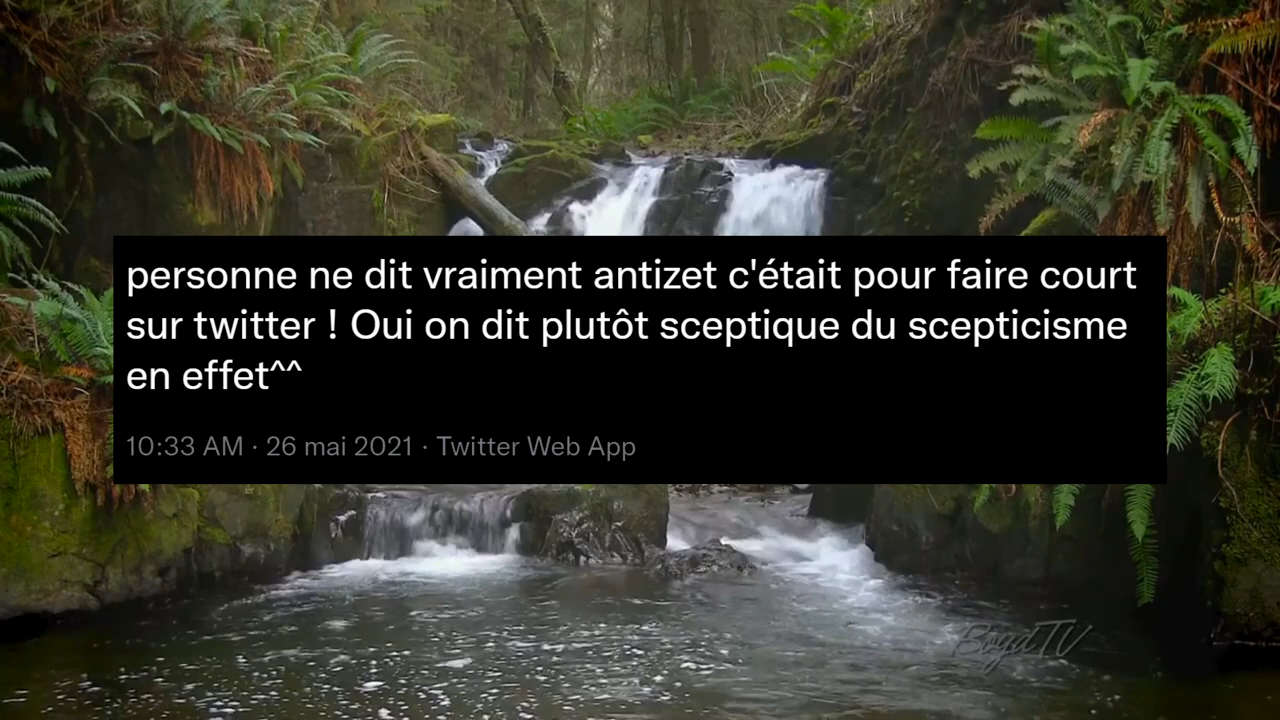 personne ne dit vraiment antizet c'était pour faire court
sur twitter ! Oui on dit plutôt sceptique du scepticisme
en effet^^
10:33 AM · 26 mai 2021 · Twitter Web App
BogdTV